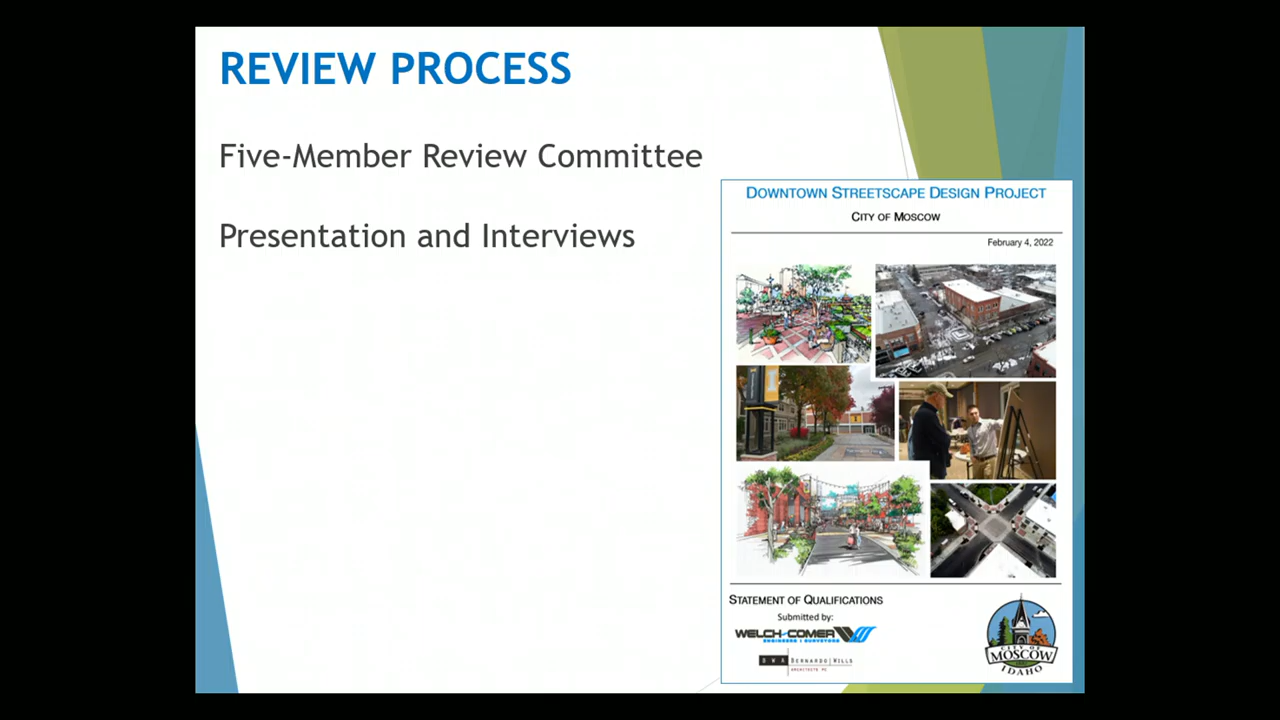 REVIEW PROCESS
Five-Member Review Committee
Presentation and Interviews
DOWNTOWN STREETSCAPE DESIGN PROJECT
CITY OF MOSCOW
February 4, 2022
STATEMENT OF QUALIFICATIONS
Submitted by:
WELCH-COMER
ENGINEERS | SURVEYORS
BWA BERNARDO|WILLS
ARCHITECTS PC
CITY OF
MOSCOW
IDAHO